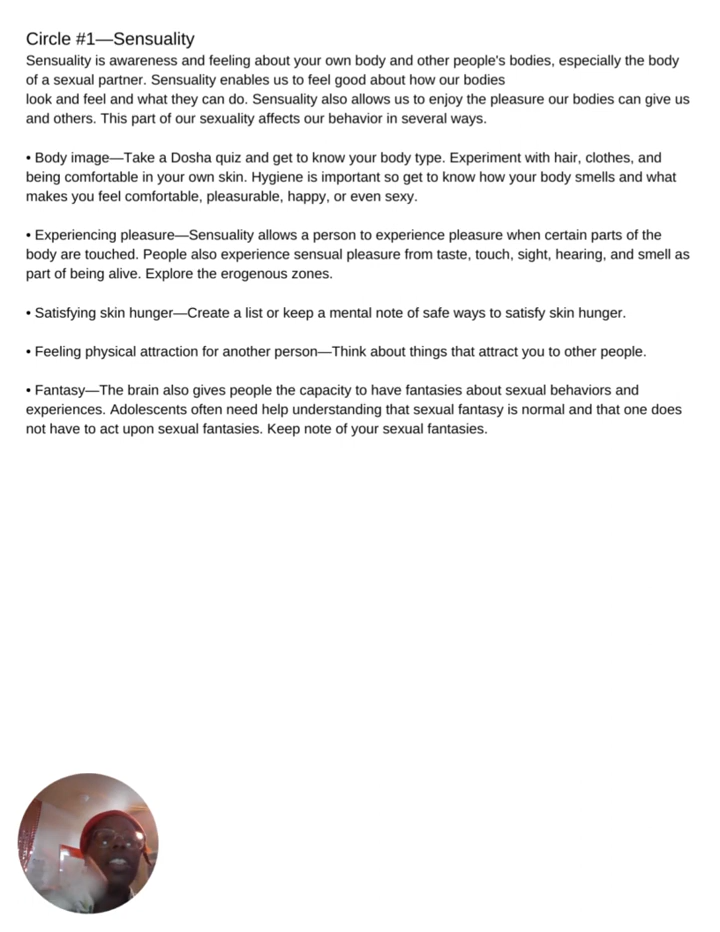 Circle #1—Sensuality
Sensuality is awareness and feeling about your own body and other people's bodies, especially the body
of a sexual partner. Sensuality enables us to feel good about how our bodies
look and feel and what they can do. Sensuality also allows us to enjoy the pleasure our bodies can give us
and others. This part of our sexuality affects our behavior in several ways.
• Body image—Take a Dosha quiz and get to know your body type. Experiment with hair, clothes, and
being comfortable in your own skin. Hygiene is important so get to know how your body smells and what
makes you feel comfortable, pleasurable, happy, or even sexy.
• Experiencing pleasure—Sensuality allows a person to experience pleasure when certain parts of the
body are touched. People also experience sensual pleasure from taste, touch, sight, hearing, and smell as
part of being alive. Explore the erogenous zones.
• Satisfying skin hunger—Create a list or keep a mental note of safe ways to satisfy skin hunger.
• Feeling physical attraction for another person—Think about things that attract you to other people.
• Fantasy—The brain also gives people the capacity to have fantasies about sexual behaviors and
experiences. Adolescents often need help understanding that sexual fantasy is normal and that one does
not have to act upon sexual fantasies. Keep note of your sexual fantasies.